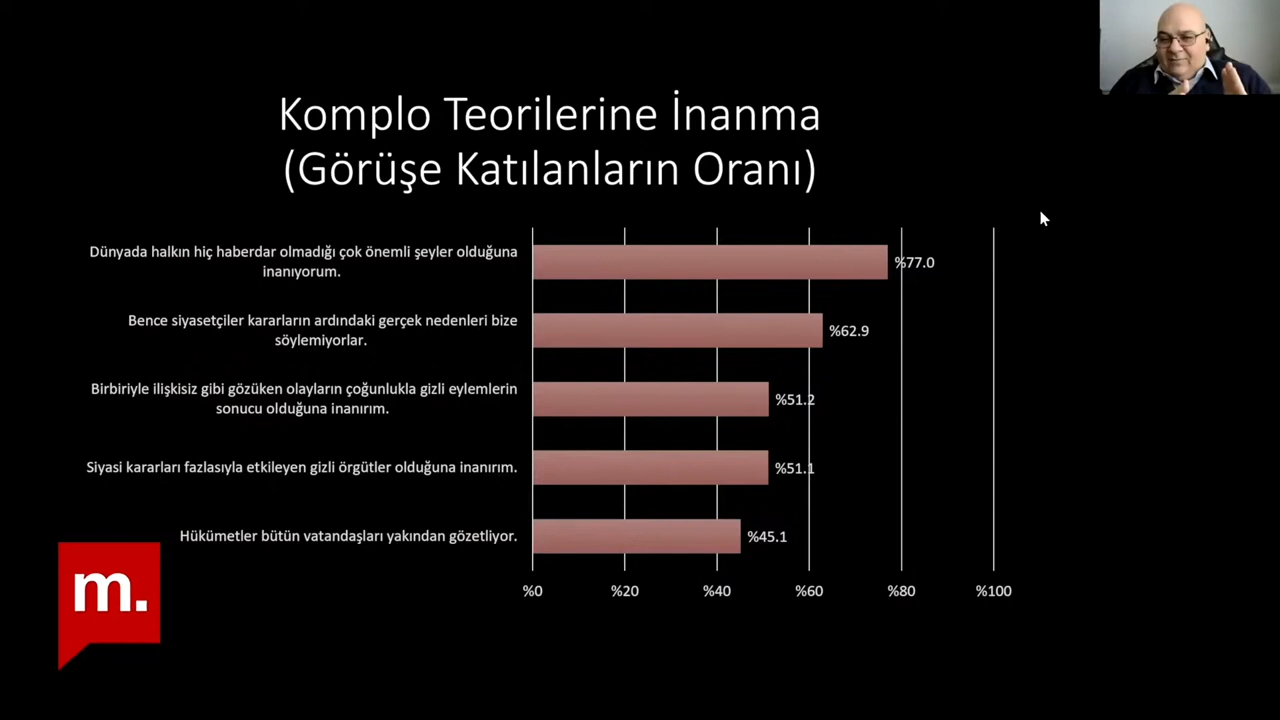 Komplo Teorilerine İnanma
(Görüşe Katılanların Oranı)
Dünyada halkın hiç haberdar olmadığı çok önemli şeyler olduğuna
inanıyorum.
%77.0
Bence siyasetçiler kararların ardındaki gerçek nedenleri bize
söylemiyorlar.
%62.9
Birbiriyle ilişkisiz gibi gözüken olayların çoğunlukla gizli eylemlerin
sonucu olduğuna inanırım.
%51.2
Siyasi kararları fazlasıyla etkileyen gizli örgütler olduğuna inanırım.
%51.1
Hükümetler bütün vatandaşları yakından gözetliyor.
%45.1
%0 %20 %40 %60 %80 %100
m.